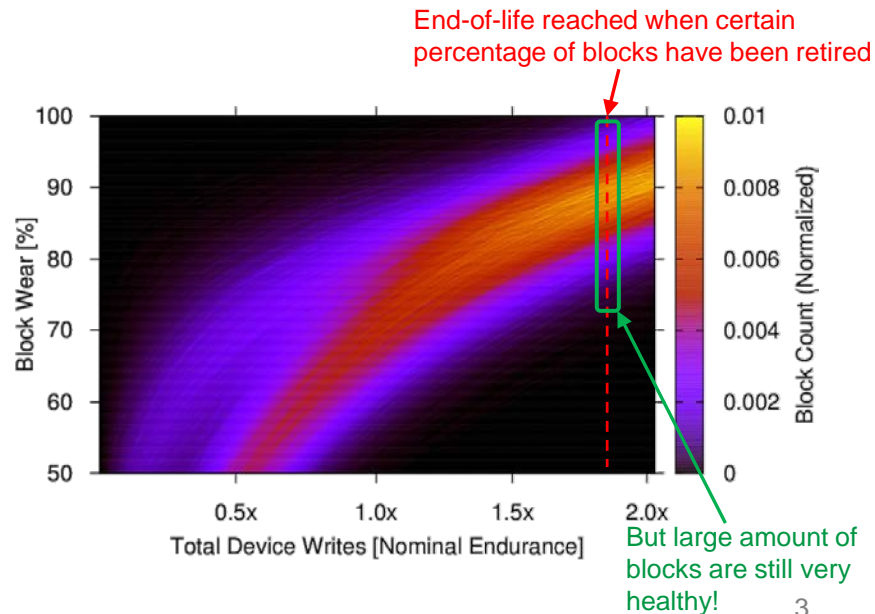 End-of-life reached when certain
percentage of blocks have been retired
100
90
80
70
60
50
Block Wear [%]
0.5x
1.0x
1.5x
2.0x
Total Device Writes [Nominal Endurance]
0.01
0.008
0.006
0.004
0.002
0
Block Count (Normalized)
But large amount of
blocks are still very
healthy!
3